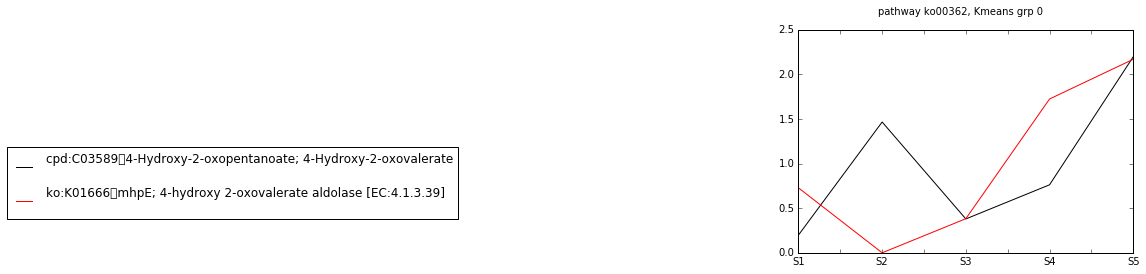 pathway ko00362, Kmeans grp 0
2.5
2.0
1.5
1.0
0.5
0.0
S1 S2 S3 S4 S5
cpd:C03589▯4-Hydroxy-2-oxopentanoate; 4-Hydroxy-2-oxovalerate
ko:K01666▯mhpE; 4-hydroxy 2-oxovalerate aldolase [EC:4.1.3.39]